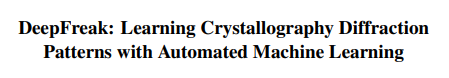 DeepFreak: Learning Crystallography Diffraction
Patterns with Automated Machine Learning